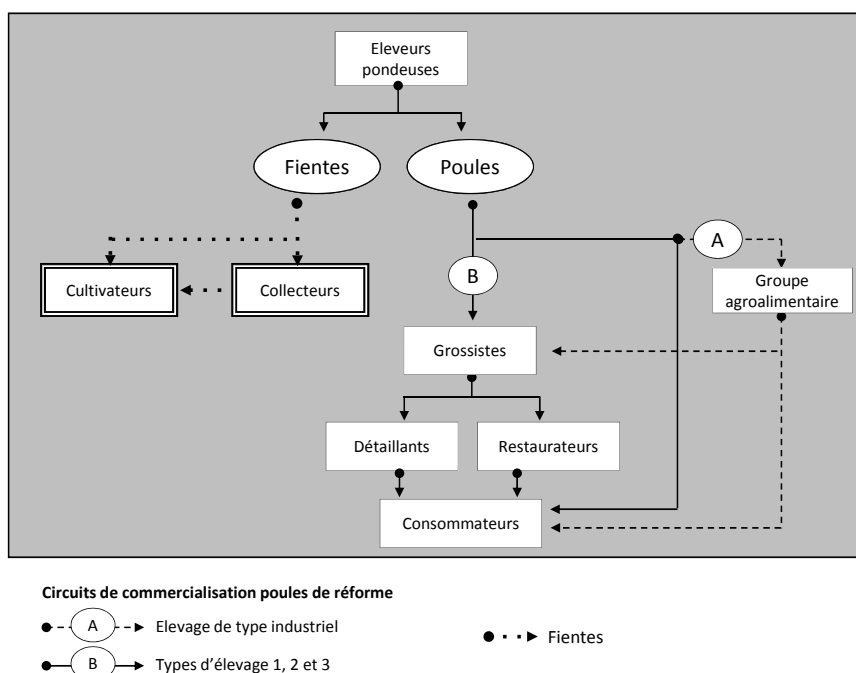 Eleveurs
pondeuses
Fientes
Poules
A
B
Cultivateurs
Collecteurs
Groupe
agroalimentaire
Grossistes
Détaillants
Restaurateurs
Consommateurs
Circuits de commercialisation poules de réforme
A Elevage de type industriel
Fientes
B Types d’élevage 1, 2 et 3